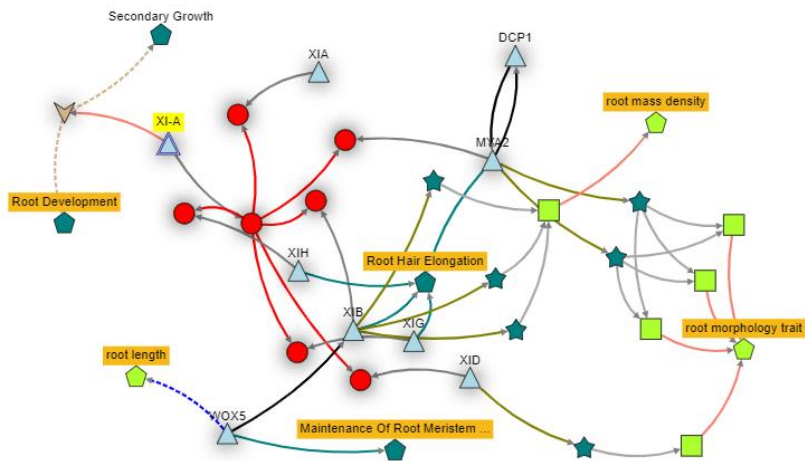 Secondary Growth
DCP1
XIA
root mass density
XI-A
MYA2
Root Development
XIH
Root Hair Elongation
XIB
XIG
root morphology trait
root length
XID
WOX5
Maintenance Of Root Meristem ...